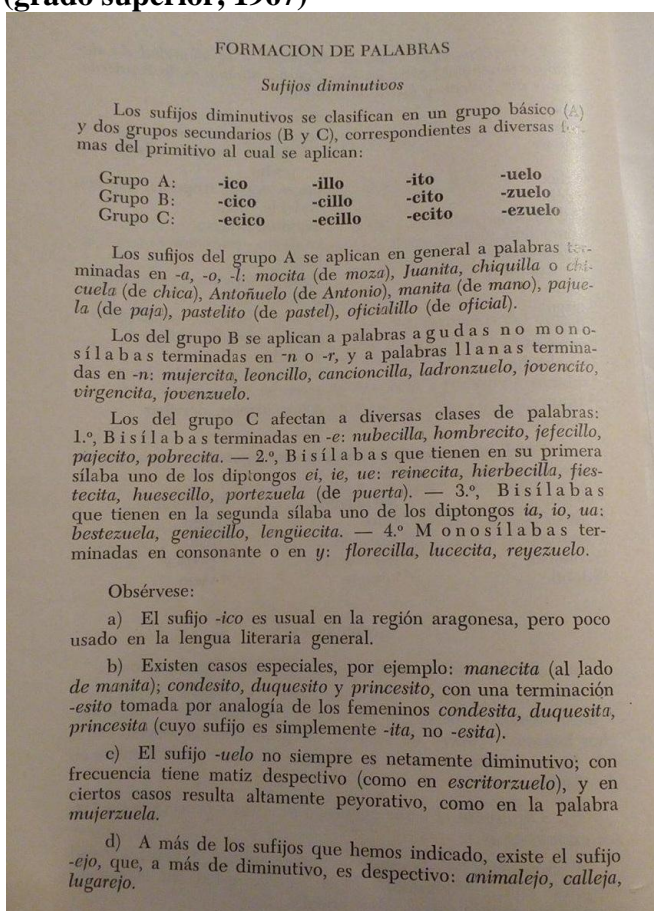 (grado superior, 1967)
FORMACION DE PALABRAS
Sufijos diminutivos
Los sufijos diminutivos se clasifican en un grupo básico (A)
y dos grupos secundarios (B y C), correspondientes a diversas
mas del primitivo al cual se aplican:
Grupo A: -ico -illo -ito -uelo
Grupo B: -cico -cillo -cito -zuelo
Grupo C: -ecico -ecillo -ecito -ezuelo
Los sufijos del grupo A se aplican en general a palabras ter-
minadas en -a, -o, -l: mocita (de moza), Juanita, chiquilla o chi-
cuela (de chica), Antoñuelo (de Antonio), manita (de mano), pajue-
la (de paja), pastelito (de pastel), oficialillo (de oficial).
Los del grupo B se aplican a palabras agudas no mono-
sílabas terminadas en -n o -r, y a palabras llanas termina-
das en -n: mujercita, leoncillo, cancioncilla, ladronzuelo, jovencito,
virgencita, jovenzuelo.
Los del grupo C afectan a diversas clases de palabras:
1.º, Bisílabas terminadas en -e: nubecilla, hombrecito, jefecillo,
pajecito, pobrecita. — 2.º, Bisílabas que tienen en su primera
sílaba uno de los diptongos ei, ie, ue: reinecita, hierbecilla, fies-
tecita, huesecillo, portezuela (de puerta). — 3.º, Bisílabas
que tienen en la segunda sílaba uno de los diptongos ia, io, ua:
bestezuela, geniecillo, lengüecita. — 4.º Monosílabas ter-
minadas en consonante o en y: florecilla, lucecita, reyezuelo.
Obsérvese:
a) El sufijo -ico es usual en la región aragonesa, pero poco
usado en la lengua literaria general.
b) Existen casos especiales, por ejemplo: manecita (al lado
de manita); condesito, duquesito y princesito, con una terminación
-esito tomada por analogía de los femeninos condesita, duquesita,
princesita (cuyo sufijo es simplemente -ita, no -esita).
c) El sufijo -uelo no siempre es netamente diminutivo; con
frecuencia tiene matiz despectivo (como en escritorzuelo), y en
ciertos casos resulta altamente peyorativo, como en la palabra
mujerzuela.
d) A más de los sufijos que hemos indicado, existe el sufijo
-ejo, que, a más de diminutivo, es despectivo: animalejo, calleja,
lugarejo.